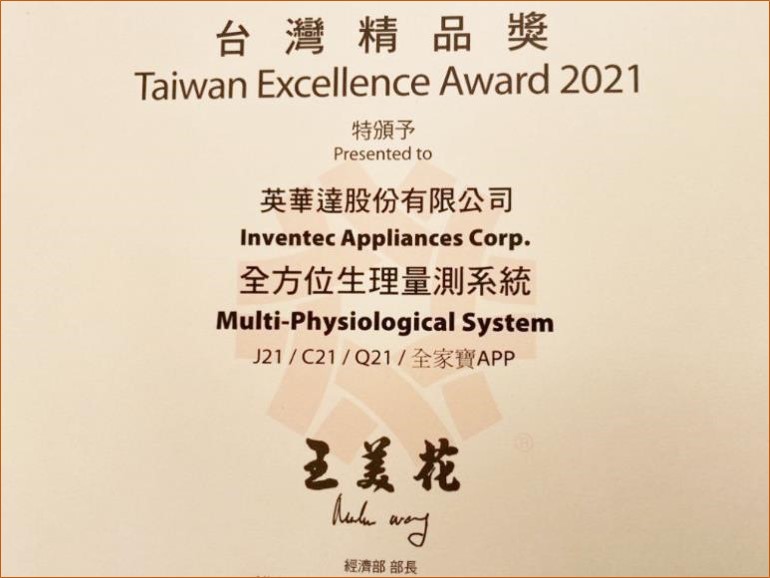 台灣精品獎
Taiwan Excellence Award 2021
特頒予
Presented to
英華達股份有限公司
Inventec Appliances Corp.
全方位生理量測系統
Multi-Physiological System
J21 / C21 / Q21 / 全家寶APP
®
王美花
經濟部 部長